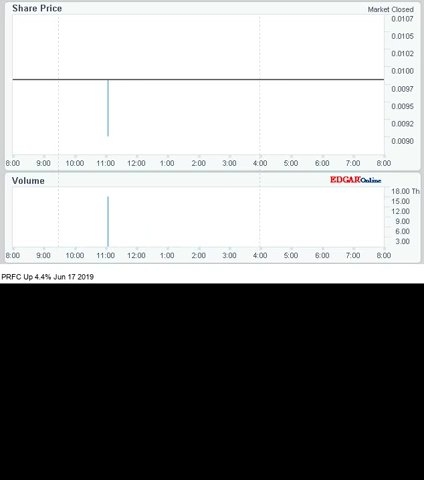 Share Price
Market Closed
0.0107
0.0105
0.0102
0.0100
0.0097
0.0095
0.0092
0.0090
8:00 9:00 10:00 11:00 12:00 1:00 2:00 3:00 4:00 5:00 6:00 7:00 8:00
Volume
EDGAROnline
18.00 Th
15.00
12.00
9.00
6.00
3.00
8:00 9:00 10:00 11:00 12:00 1:00 2:00 3:00 4:00 5:00 6:00 7:00 8:00
PRFC Up 4.4% Jun 17 2019